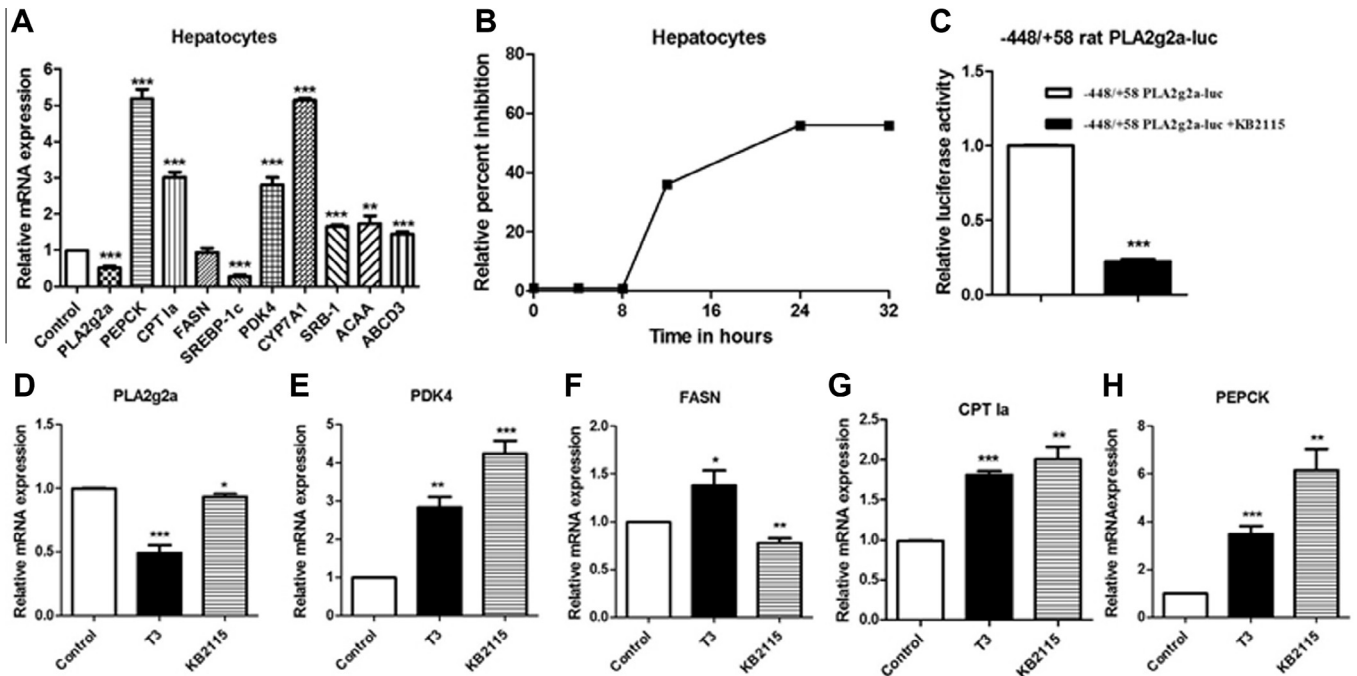 A
Hepatocytes
Relative mRNA expression
6
5
4
3
2
1
0
***
***
***
***
***
***
***
**
***
Control
PLA2g2a
PEPCK
CPT Ia
FASN
SREBP-1c
PDK4
CYP7A1
SRB-1
ACAA
ABCD3
B
Hepatocytes
Relative percent inhibition
80
60
40
20
0
0
8
16
24
32
Time in hours
C
-448/+58 rat PLA2g2a-luc
Relative luciferase activity
1.5
1.0
0.5
0.0
-448/+58 PLA2g2a-luc
-448/+58 PLA2g2a-luc +KB2115
***
D
PLA2g2a
Relative mRNA expression
1.5
1.0
0.5
0.0
***
*
Control
T3
KB2115
E
PDK4
Relative mRNA expression
5
4
3
2
1
0
**
***
Control
T3
KB2115
F
FASN
Relative mRNA expression
2.0
1.5
1.0
0.5
0.0
*
**
Control
T3
KB2115
G
CPT Ia
Relative mRNA expression
2.5
2.0
1.5
1.0
0.5
0.0
***
**
Control
T3
KB2115
H
PEPCK
Relative mRNAexpression
8
6
4
2
0
***
**
Control
T3
KB2115